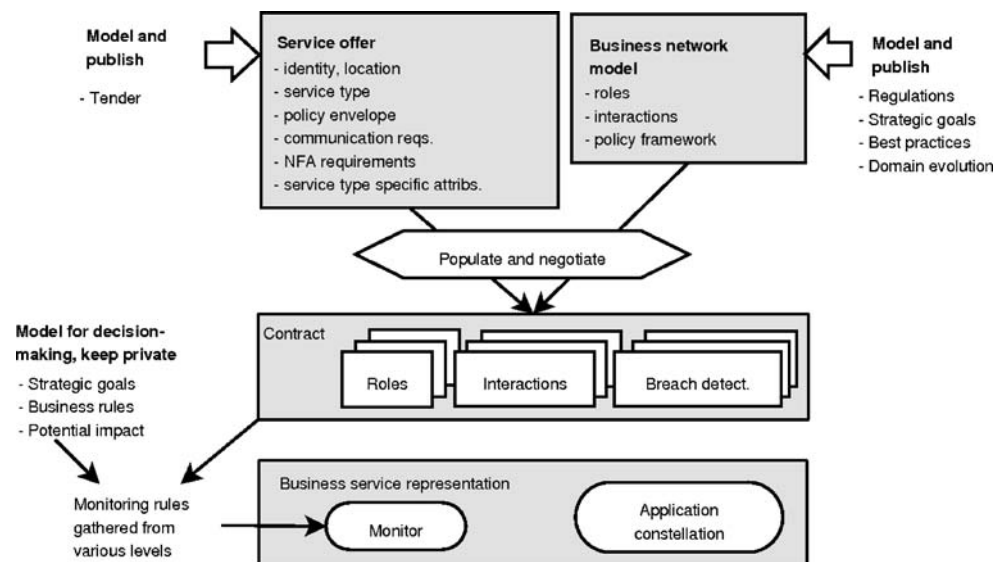 Model and
publish
- Tender
Service offer
- identity, location
- service type
- policy envelope
- communication reqs.
- NFA requirements
- service type specific attribs.
Business network
model
- roles
- interactions
- policy framework
Model and
publish
- Regulations
- Strategic goals
- Best practices
- Domain evolution
Populate and negotiate
Model for decision-
making, keep private
- Strategic goals
- Business rules
- Potential impact
Contract
Roles
Interactions
Breach detect.
Monitoring rules
gathered from
various levels
Business service representation
Monitor
Application
constellation